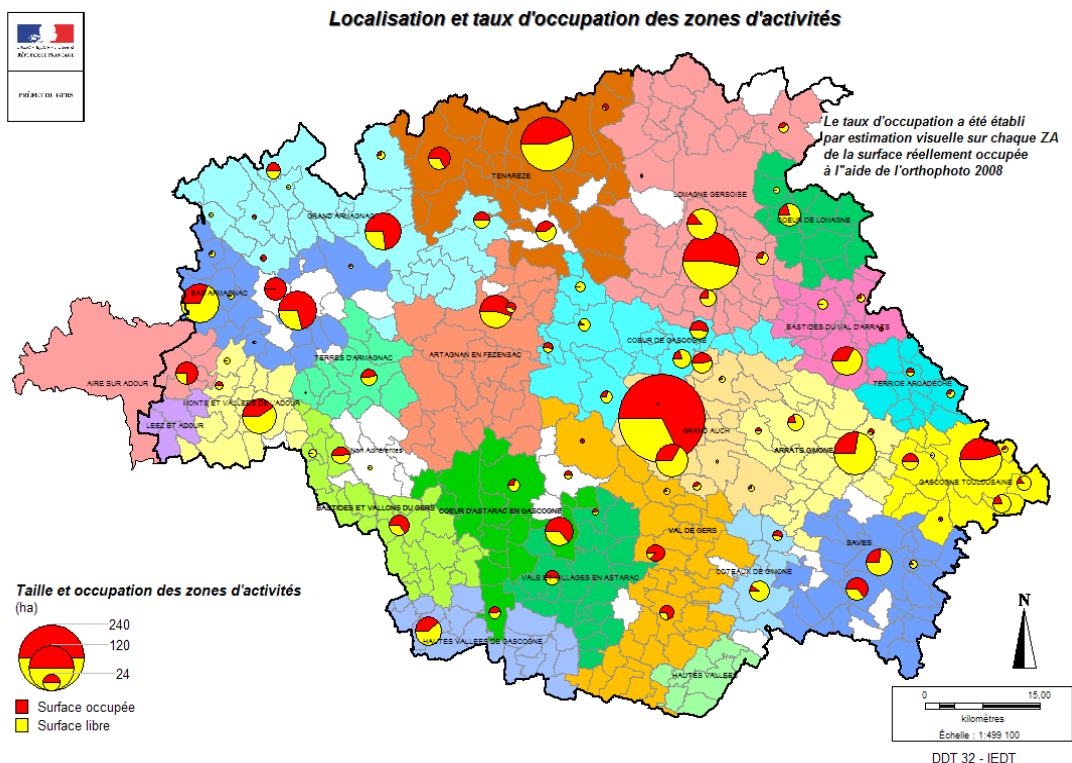 Localisation et taux d'occupation des zones d'activités
RÉPUBLIQUE FRANÇAISE
PRÉFET DU GERS
Le taux d'occupation a été établi
par estimation visuelle sur chaque ZA
de la surface réellement occupée
à l"aide de l'orthophoto 2008
TENAREZE
LOMAGNE GERSOISE
GRAND ARMAGNAC
COEUR DE LOMAGNE
BAS ARMAGNAC
BASTIDES DU VAL D'ARRATS
COEUR DE GASCOGNE
ARTAGNAN EN FEZENSAC
TERRES D'ARMAGNAC
TERRIDE ARCADECHE
AIRE SUR ADOUR
MONTS ET VALLEES DE L'ADOUR
LEEZ ET ADOUR
GRAND AUCH
Non Adhérentes
ARRATS GIMONE
GASCOGNE TOULOUSAINE
BASTIDES ET VALLONS DU GERS
COEUR D'ASTARAC EN GASCOGNE
VAL DE GERS
SAVES
VALS ET VILLAGES EN ASTARAC
COTEAUX DE GIMONE
HAUTES VALLEES DE GASCOGNE
HAUTES VALLEES
Taille et occupation des zones d'activités
(ha)
240
120
24
Surface occupée
Surface libre
N
0 15,00
kilomètres
Échelle : 1:499 100
DDT 32 - IEDT